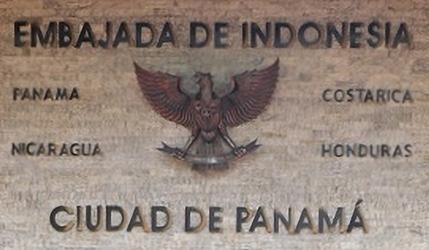 EMBAJADA DE INDONESIA
PANAMA COSTARICA
NICARAGUA HONDURAS
CIUDAD DE PANAMÁ